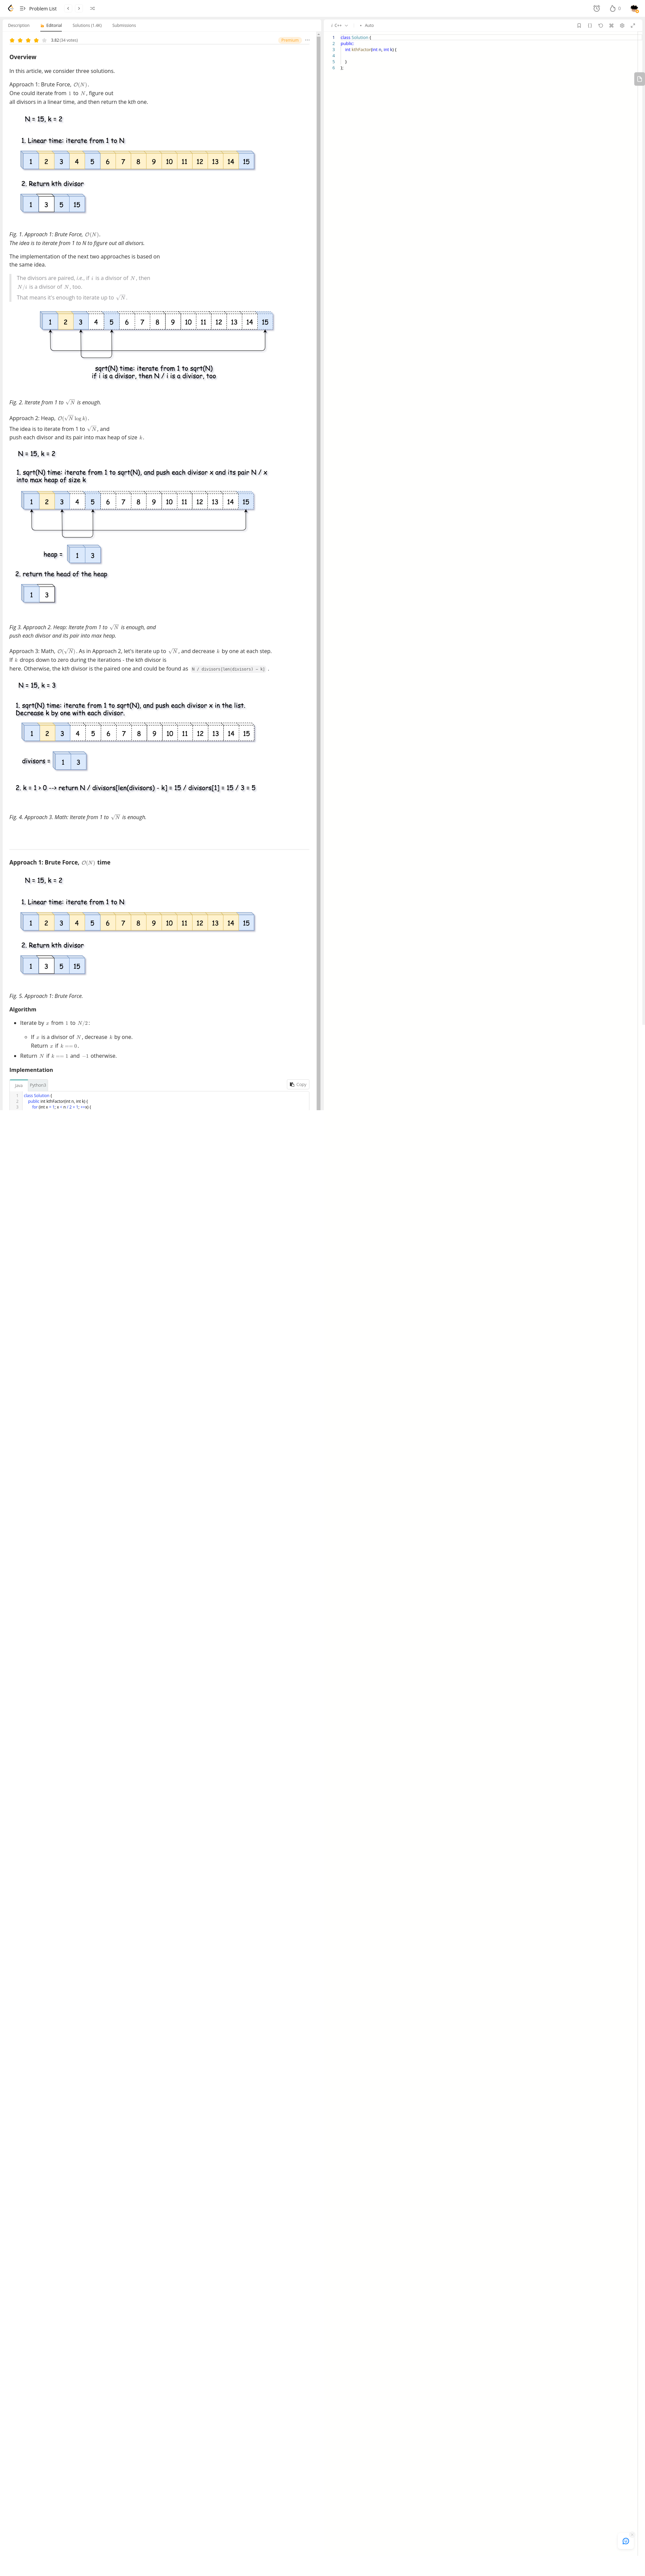 Problem List
0
Description
Editorial
Solutions (1.4K)
Submissions
3.82 (34 votes)
Premium
Overview
In this article, we consider three solutions.
Approach 1: Brute Force, O(N).
One could iterate from 1 to N, figure out
all divisors in a linear time, and then return the kth one.
N = 15, k = 2
1. Linear time: iterate from 1 to N
1 2 3 4 5 6 7 8 9 10 11 12 13 14 15
2. Return kth divisor
1 3 5 15
Fig. 1. Approach 1: Brute Force, O(N).
The idea is to iterate from 1 to N to figure out all divisors.
The implementation of the next two approaches is based on
the same idea.
The divisors are paired, i.e., if i is a divisor of N, then
N/i is a divisor of N, too.
That means it's enough to iterate up to √N.
1 2 3 4 5 6 7 8 9 10 11 12 13 14 15
sqrt(N) time: iterate from 1 to sqrt(N)
if i is a divisor, then N / i is a divisor, too
Fig. 2. Iterate from 1 to √N is enough.
Approach 2: Heap, O(√N log k).
The idea is to iterate from 1 to √N, and
push each divisor and its pair into max heap of size k.
N = 15, k = 2
1. sqrt(N) time: iterate from 1 to sqrt(N), and push each divisor x and its pair N / x
into max heap of size k
1 2 3 4 5 6 7 8 9 10 11 12 13 14 15
heap = 1 3
2. return the head of the heap
1 3
Fig 3. Approach 2. Heap: Iterate from 1 to √N is enough, and
push each divisor and its pair into max heap.
Approach 3: Math, O(√N). As in Approach 2, let's iterate up to √N, and decrease k by one at each step.
If k drops down to zero during the iterations - the kth divisor is
here. Otherwise, the kth divisor is the paired one and could be found as N / divisors[len(divisors) - k] .
N = 15, k = 3
1. sqrt(N) time: iterate from 1 to sqrt(N), and push each divisor x in the list.
Decrease k by one with each divisor.
1 2 3 4 5 6 7 8 9 10 11 12 13 14 15
divisors = 1 3
2. k = 1 > 0 --> return N / divisors[len(divisors) - k] = 15 / divisors[1] = 15 / 3 = 5
Fig. 4. Approach 3. Math: Iterate from 1 to √N is enough.
Approach 1: Brute Force, O(N) time
N = 15, k = 2
1. Linear time: iterate from 1 to N
1 2 3 4 5 6 7 8 9 10 11 12 13 14 15
2. Return kth divisor
1 3 5 15
Fig. 5. Approach 1: Brute Force.
Algorithm
Iterate by x from 1 to N/2:
If x is a divisor of N, decrease k by one.
Return x if k == 0.
Return N if k == 1 and -1 otherwise.
Implementation
Java
Python3
Copy
1 class Solution {
2 public int kthFactor(int n, int k) {
3 for (int x = 1; x < n / 2 + 1; ++x) {
C++
Auto
1 class Solution {
2 public:
3 int kthFactor(int n, int k) {
4
5 }
6 };